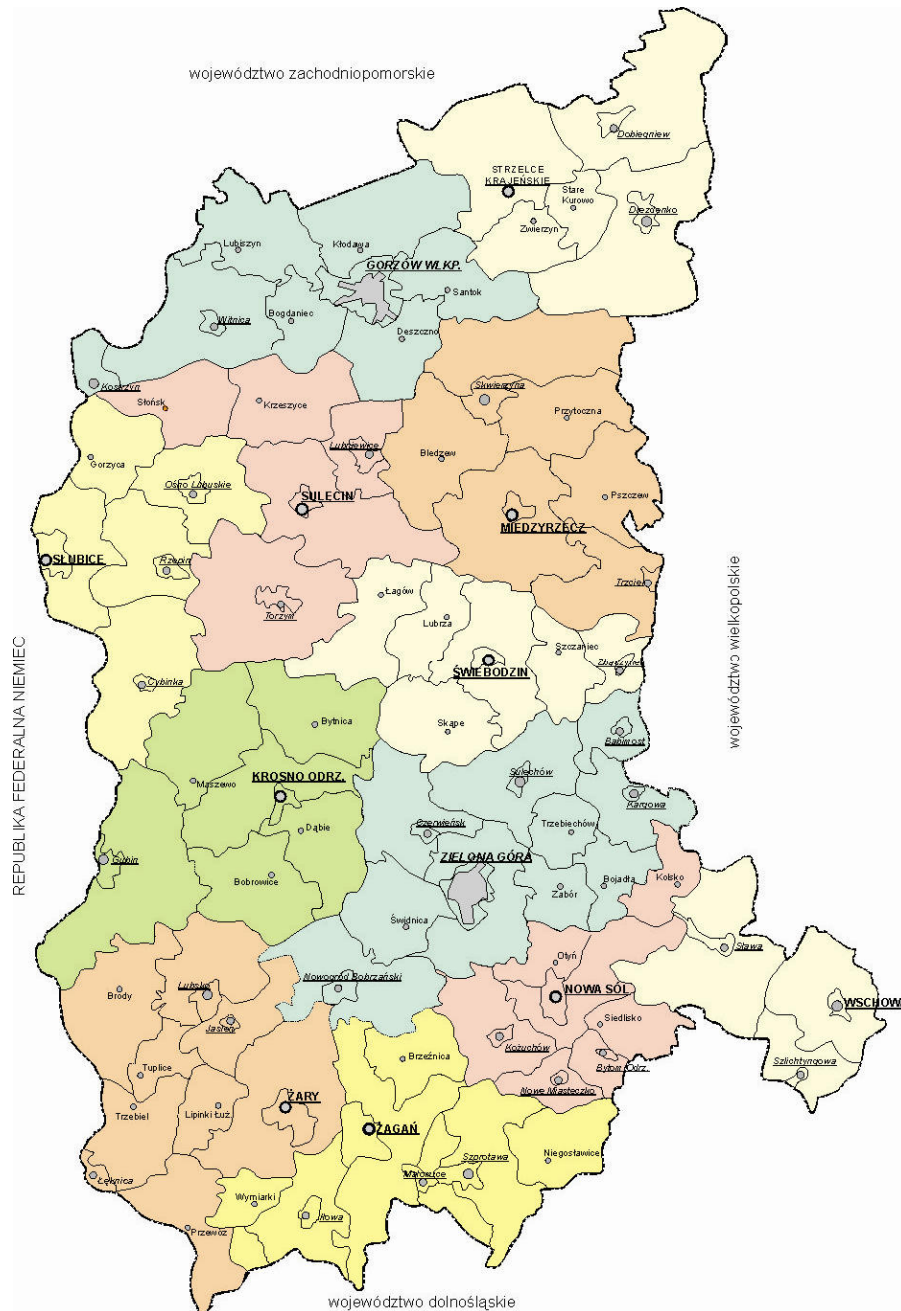 województwo zachodniopomorskie
Dobiegniew
STRZELCE
KRAJEŃSKIE
Stare
Kurowo
Drezdenko
Zwierzyn
Lubiszyn
Kłodawa
GORZÓW WLKP.
Santok
Witnica
Bogdaniec
Deszczno
Kostrzyn
Słońsk
Krzeszyce
Skwierzyna
Przytoczna
Lubniewice
Bledzew
Gorzyca
Ośno Lubuskie
SULĘCIN
MIĘDZYRZECZ
Pszczew
SŁUBICE
Rzepin
Trzciel
Torzym
Łagów
Lubrza
Szczaniec
Zbąszynek
ŚWIEBODZIN
Cybinka
Skąpe
Bytnica
Babimost
REPUBLIKA FEDERALNA NIEMIEC
województwo wielkopolskie
Maszewo
KROSNO ODRZ.
Sulechów
Kargowa
Dąbie
Czerwieńsk
Trzebiechów
Gubin
Bobrowice
ZIELONA GÓRA
Zabór
Bojadła
Kolsko
Świdnica
Sława
Otyń
Nowogród Bobrzański
Brody
Lubsko
NOWA SÓL
WSCHOWA
Jasień
Siedlisko
Kożuchów
Bytom Odrz.
Szlichtyngowa
Brzeźnica
Tuplice
Nowe Miasteczko
Trzebiel
Lipinki Łuż.
ŻARY
ŻAGAŃ
Łęknica
Małomice
Szprotawa
Niegosławice
Wymiarki
Iłowa
Przewóz
województwo dolnośląskie